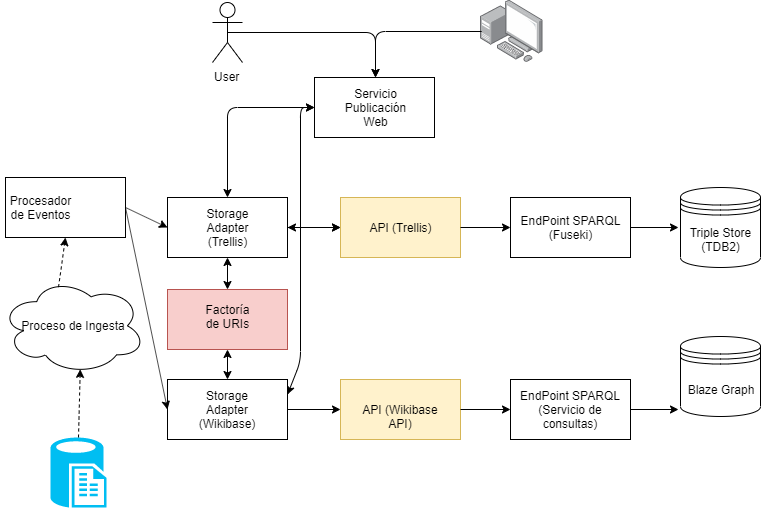 User
Servicio
Publicación
Web
Procesador
de Eventos
Storage
Adapter
(Trellis)
API (Trellis)
EndPoint SPARQL
(Fuseki)
Triple Store
(TDB2)
Proceso de Ingesta
Factoría
de URIs
Storage
Adapter
(Wikibase)
API (Wikibase
API)
EndPoint SPARQL
(Servicio de
consultas)
Blaze Graph